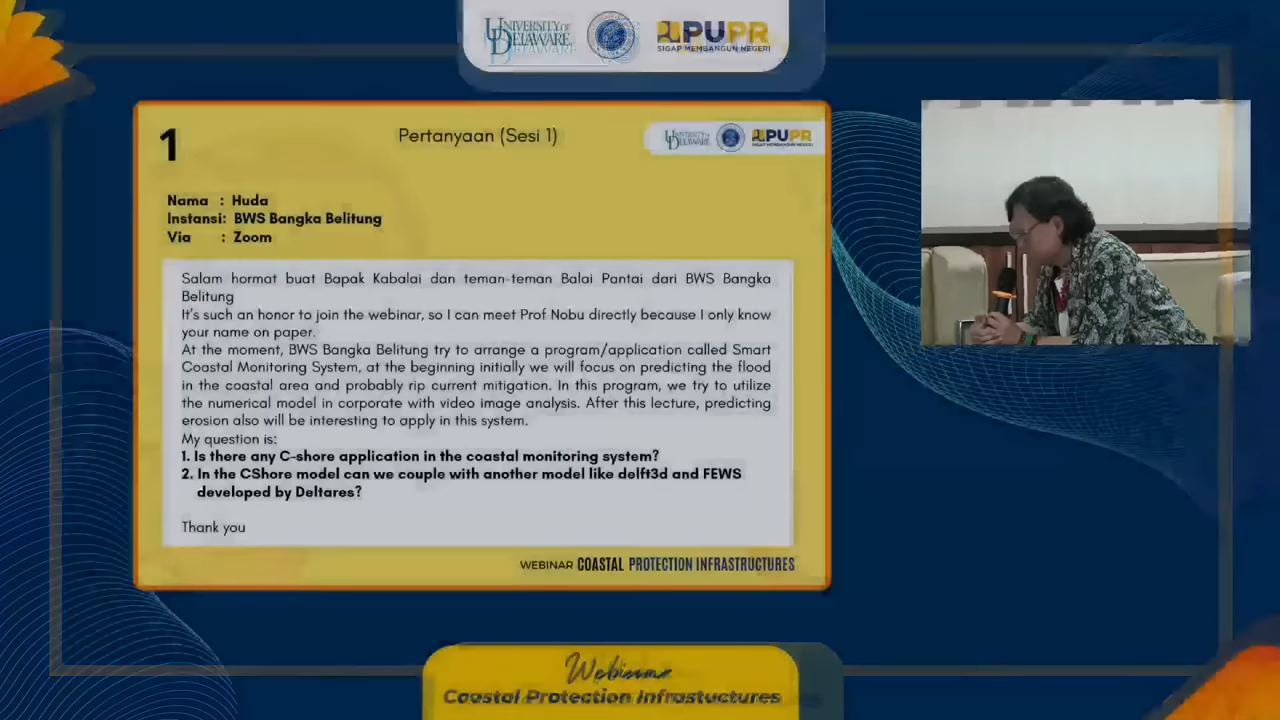 UNIVERSITY OF
DELAWARE
PUPR
SIGAP MEMBANGUN NEGERI
1
Pertanyaan (Sesi 1)
UNIVERSITY OF
DELAWARE
PUPR
SIGAP MEMBANGUN NEGERI
Nama : Huda
Instansi: BWS Bangka Belitung
Via : Zoom
Salam hormat buat Bapak Kabalai dan teman-teman Balai Pantai dari BWS Bangka
Belitung
It's such an honor to join the webinar, so I can meet Prof Nobu directly because I only know
your name on paper.
At the moment, BWS Bangka Belitung try to arrange a program/application called Smart
Coastal Monitoring System, at the beginning initially we will focus on predicting the flood
in the coastal area and probably rip current mitigation. In this program, we try to utilize
the numerical model in corporate with video image analysis. After this lecture, predicting
erosion also will be interesting to apply in this system.
My question is:
1. Is there any C-shore application in the coastal monitoring system?
2. In the CShore model can we couple with another model like delft3d and FEWS
developed by Deltares?
Thank you
WEBINAR COASTAL PROTECTION INFRASTRUCTURES
Webinar
Coastal Protection Infrastuctures